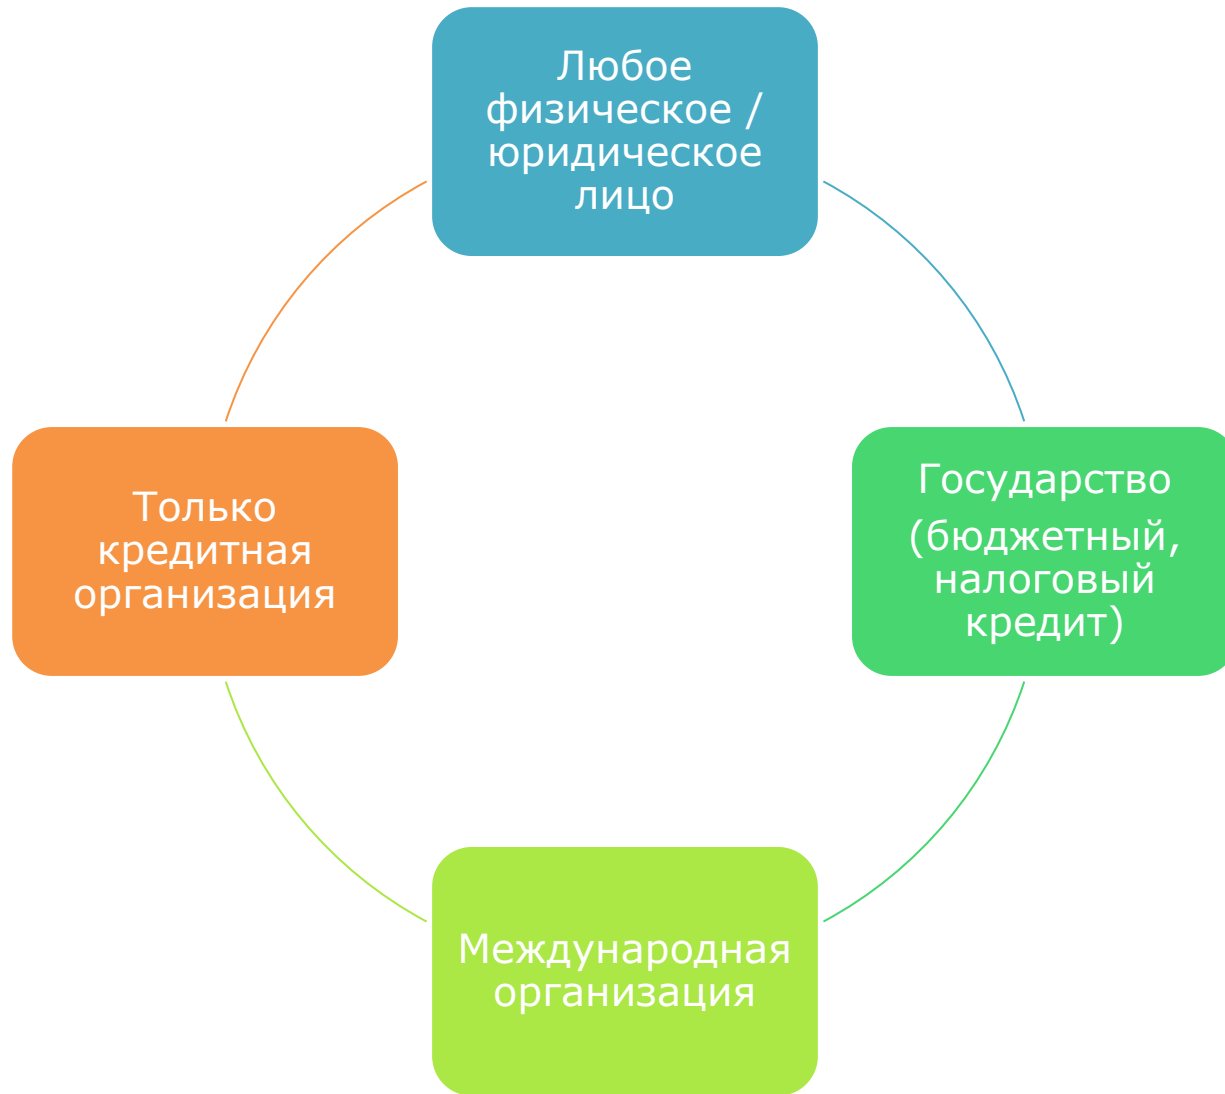 Любое
физическое /
юридическое
лицо
Государство
(бюджетный,
налоговый
кредит)
Международная
организация
Только
кредитная
организация